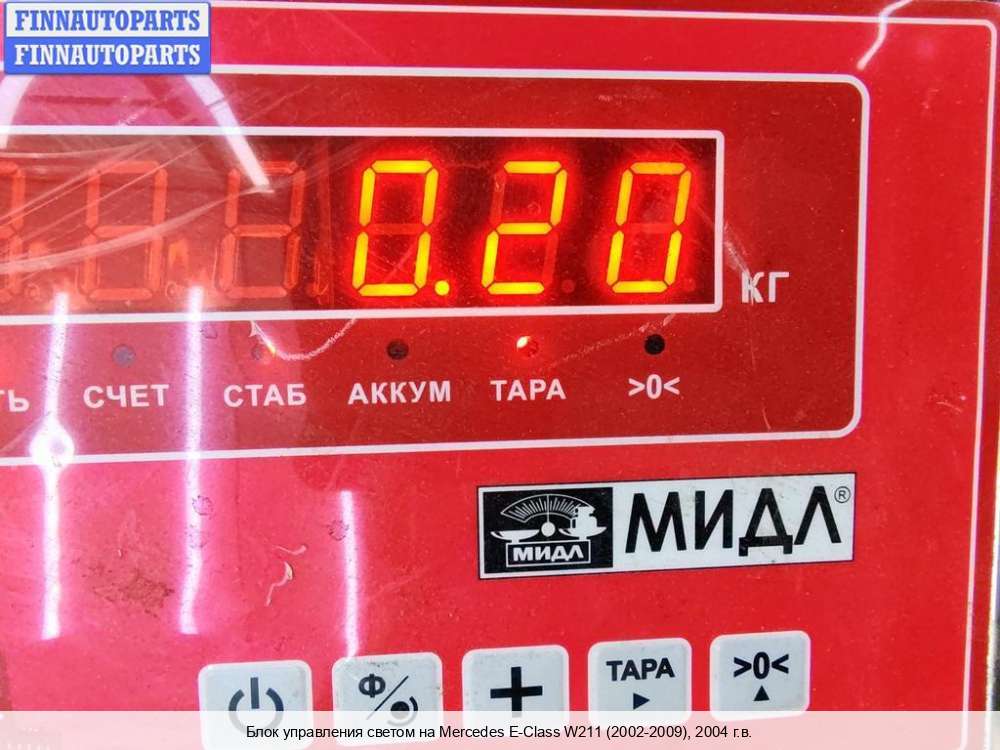 FINNAUTOPARTS
FINNAUTOPARTS
0.20
КГ
ТЬ СЧЕТ СТАБ АККУМ ТАРА >0<
МИДЛ МИДЛ®
Ф + ТАРА >0<
Блок управления светом на Mercedes E-Class W211 (2002-2009), 2004 г.в.